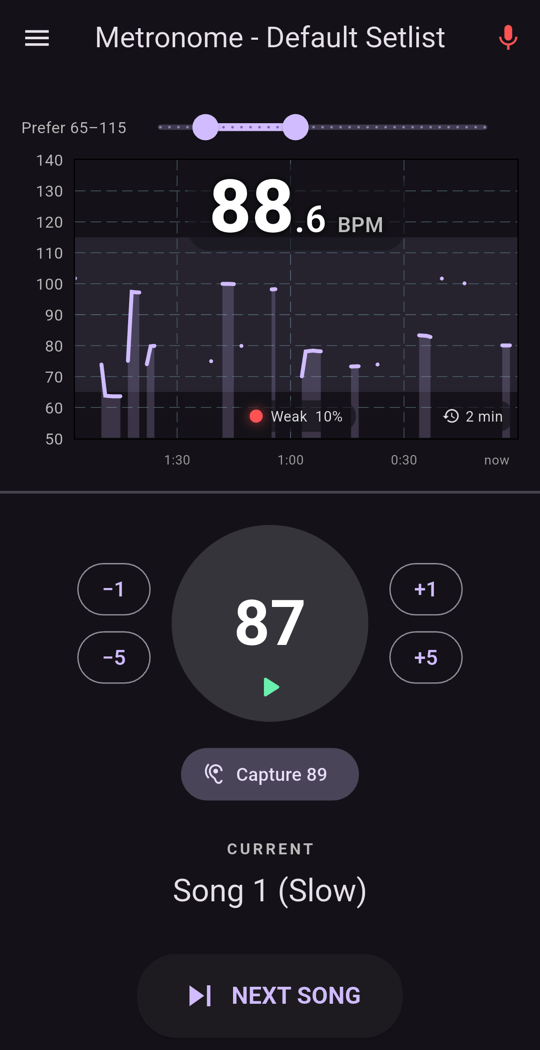 Metronome - Default Setlist
Prefer 65–115
140
130
120
110
100
90
80
70
60
50
88.6 BPM
Weak 10%
2 min
1:30
1:00
0:30
now
−1
+1
87
−5
+5
Capture 89
CURRENT
Song 1 (Slow)
NEXT SONG